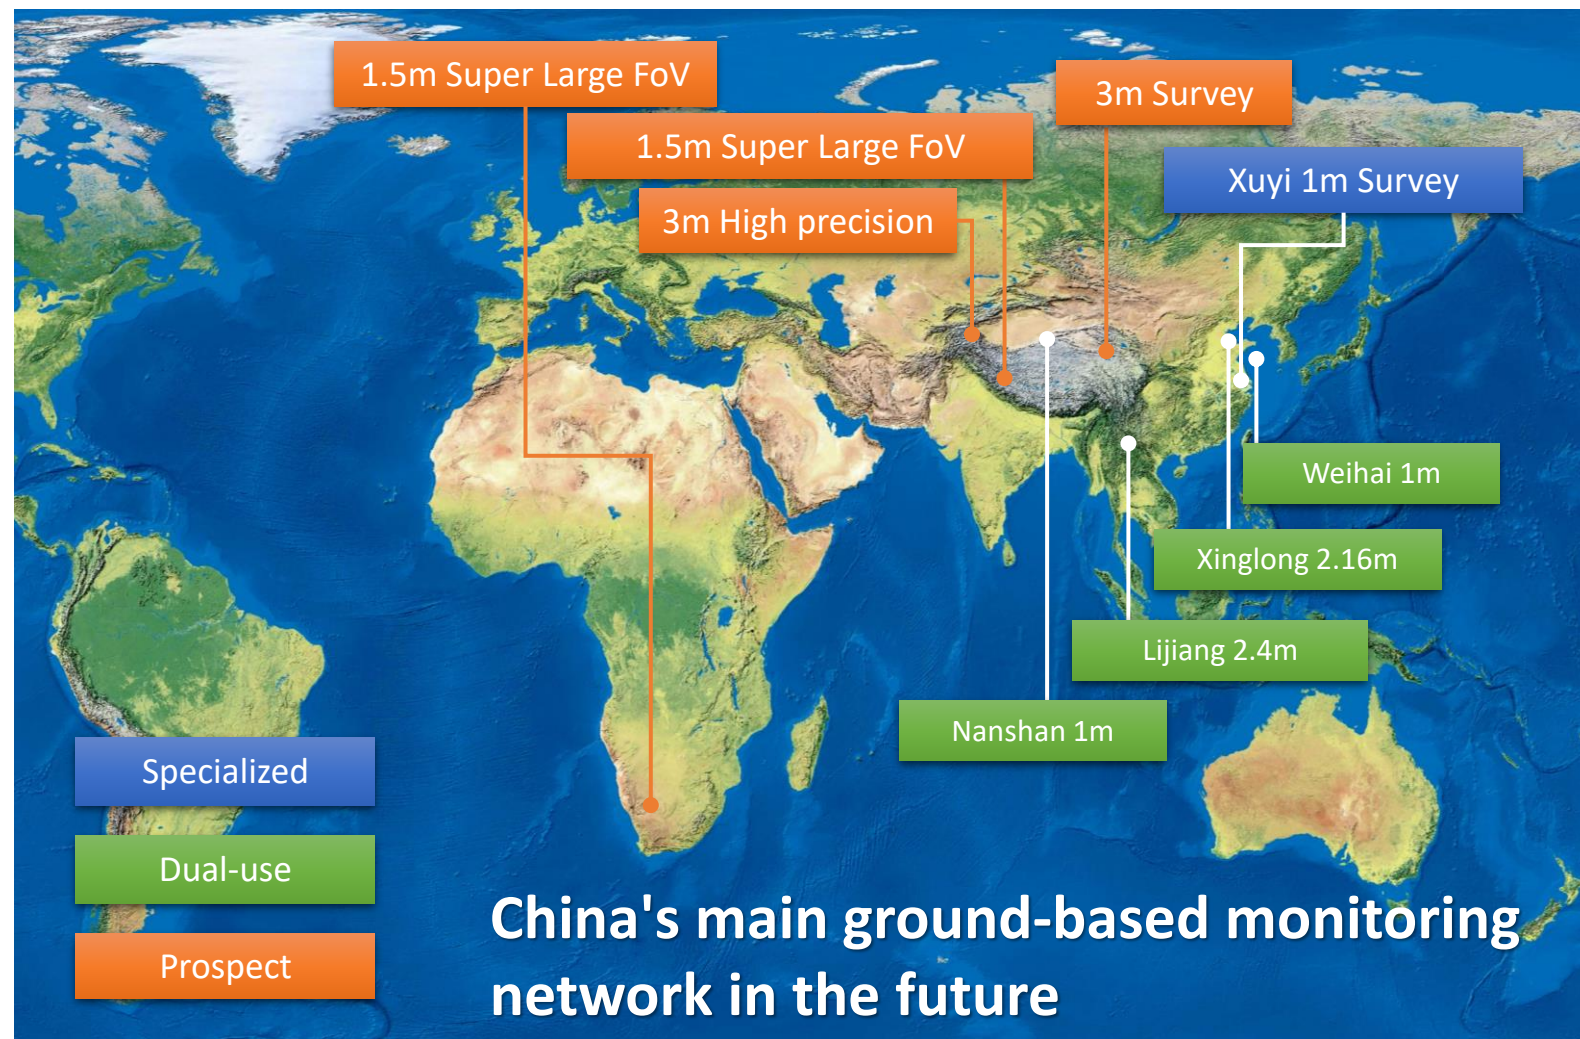 1.5m Super Large FoV
3m Survey
1.5m Super Large FoV
Xuyi 1m Survey
3m High precision
Weihai 1m
Xinglong 2.16m
Lijiang 2.4m
Nanshan 1m
Specialized
Dual-use
Prospect
China's main ground-based monitoring
network in the future